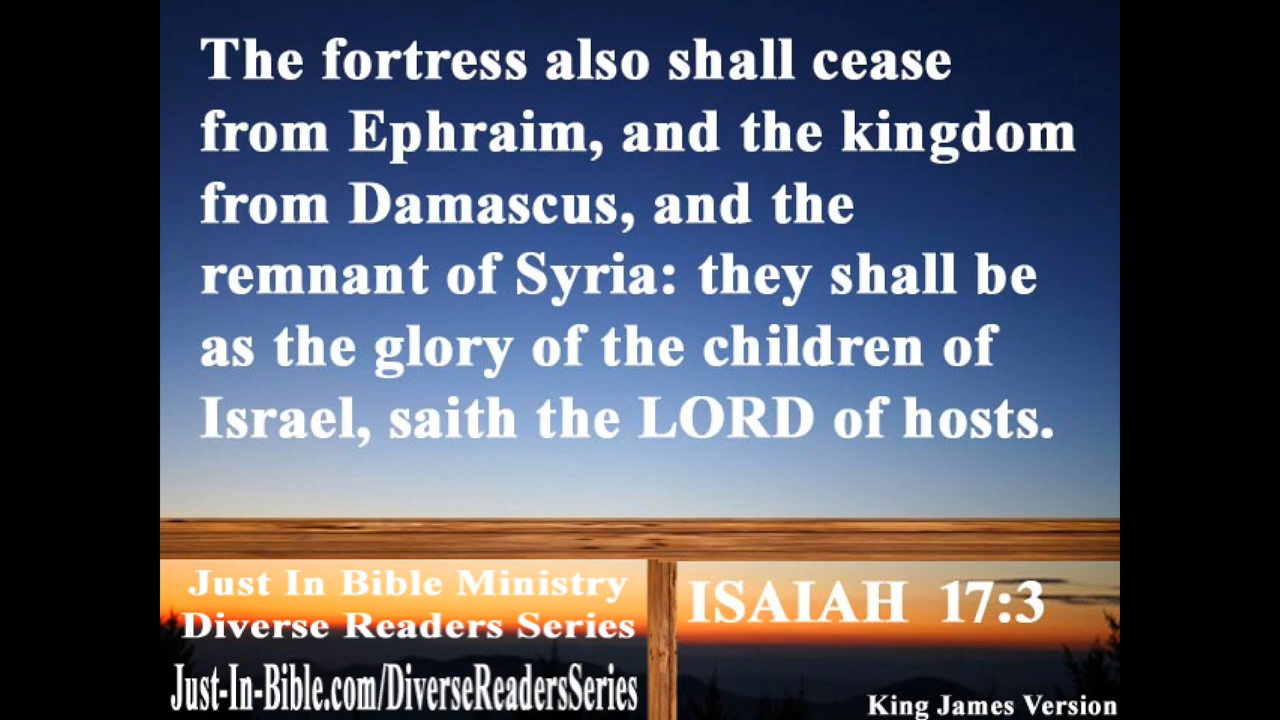 The fortress also shall cease
from Ephraim, and the kingdom
from Damascus, and the
remnant of Syria: they shall be
as the glory of the children of
Israel, saith the LORD of hosts.
Just In Bible Ministry
Diverse Readers Series
Just-In-Bible.com/DiverseReadersSeries
ISAIAH 17:3
King James Version